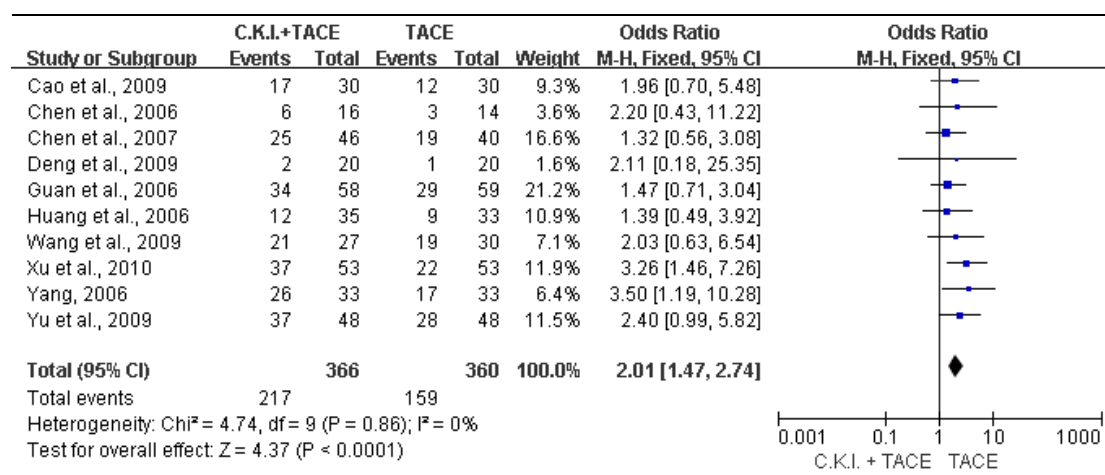 C.K.I.+TACE TACE Odds Ratio Odds Ratio
Study or Subgroup Events Total Events Total Weight M-H, Fixed, 95% CI M-H, Fixed, 95% CI
Cao et al., 2009 17 30 12 30 9.3% 1.96 [0.70, 5.48]
Chen et al., 2006 6 16 3 14 3.6% 2.20 [0.43, 11.22]
Chen et al., 2007 25 46 19 40 16.6% 1.32 [0.56, 3.08]
Deng et al., 2009 2 20 1 20 1.6% 2.11 [0.18, 25.35]
Guan et al., 2006 34 58 29 59 21.2% 1.47 [0.71, 3.04]
Huang et al., 2006 12 35 9 33 10.9% 1.39 [0.49, 3.92]
Wang et al., 2009 21 27 19 30 7.1% 2.03 [0.63, 6.54]
Xu et al., 2010 37 53 22 53 11.9% 3.26 [1.46, 7.26]
Yang, 2006 26 33 17 33 6.4% 3.50 [1.19, 10.28]
Yu et al., 2009 37 48 28 48 11.5% 2.40 [0.99, 5.82]
Total (95% CI) 366 360 100.0% 2.01 [1.47, 2.74]
Total events 217 159
Heterogeneity: Chi² = 4.74, df = 9 (P = 0.86); I² = 0%
Test for overall effect: Z = 4.37 (P < 0.0001)
0.001 0.1 1 10 1000
C.K.I. + TACE TACE